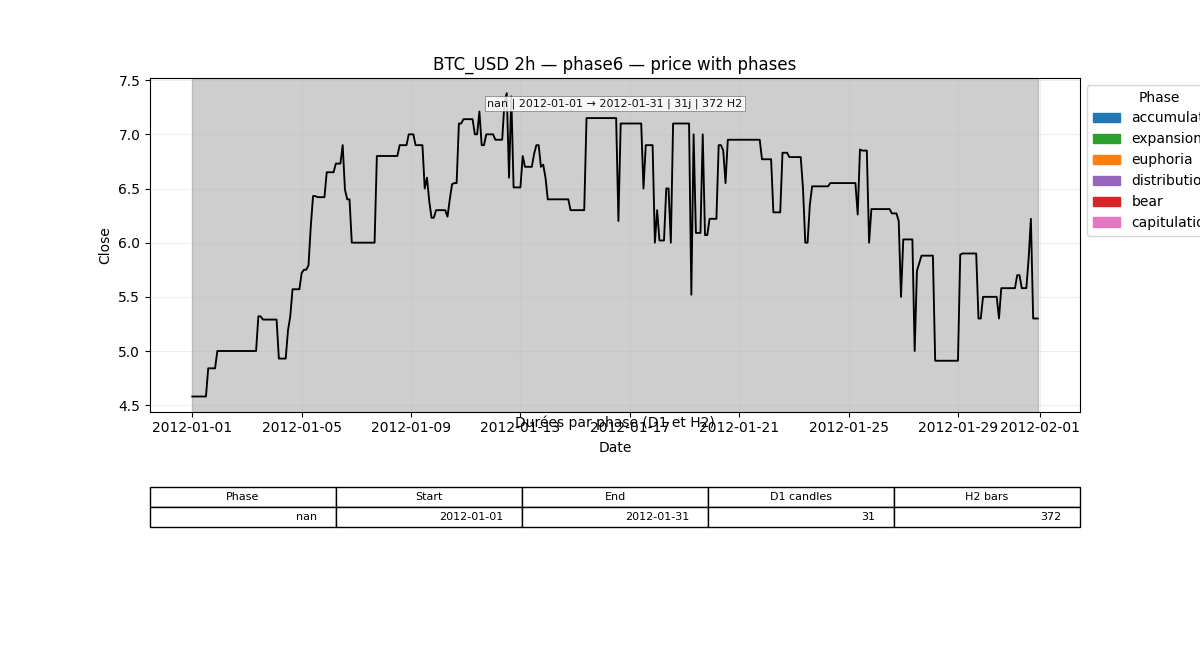 BTC_USD 2h — phase6 — price with phases
Close
7.5
7.0
6.5
6.0
5.5
5.0
4.5
nan | 2012-01-01 → 2012-01-31 | 31j | 372 H2
Phase
accumulat
expansion
euphoria
distributio
bear
capitulatio
Durées par phase (D1 et H2)
2012-01-01 2012-01-05 2012-01-09 2012-01-13 2012-01-17 2012-01-21 2012-01-25 2012-01-29 2012-02-01
Date
Phase Start End D1 candles H2 bars
nan 2012-01-01 2012-01-31 31 372